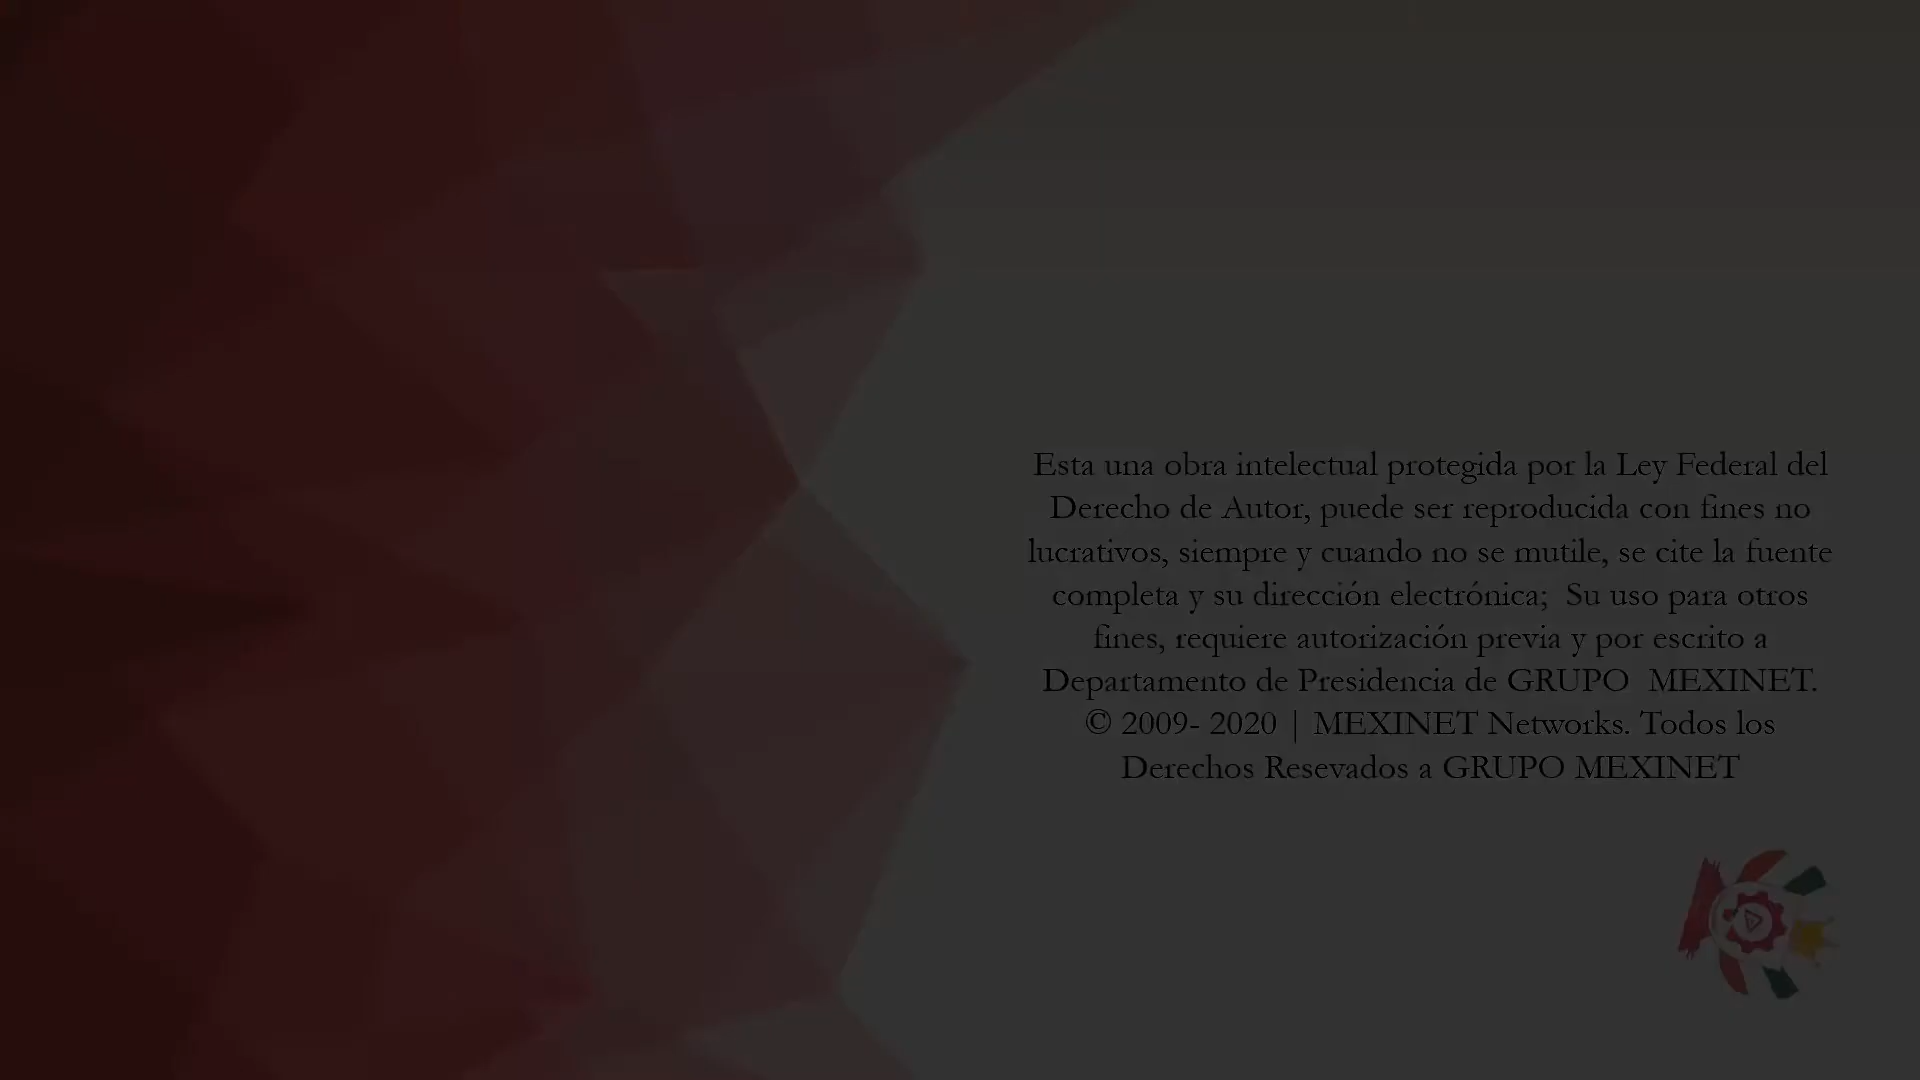 Esta una obra intelectual protegida por la Ley Federal del
Derecho de Autor, puede ser reproducida con fines no
lucrativos, siempre y cuando no se mutile, se cite la fuente
completa y su dirección electrónica;  Su uso para otros
fines, requiere autorización previa y por escrito a
Departamento de Presidencia de GRUPO  MEXINET.
© 2009- 2020 | MEXINET Networks. Todos los
Derechos Resevados a GRUPO MEXINET